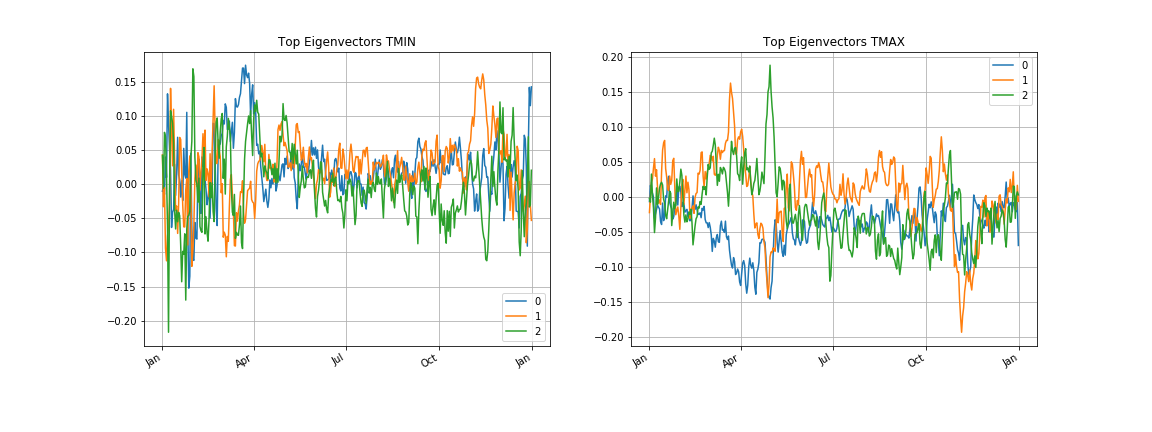 Top Eigenvectors TMIN
0.15
0.10
0.05
0.00
−0.05
−0.10
−0.15
−0.20
Jan
Apr
Jul
Oct
Jan
0
1
2
Top Eigenvectors TMAX
0.20
0.15
0.10
0.05
0.00
−0.05
−0.10
−0.15
−0.20
Jan
Apr
Jul
Oct
Jan
0
1
2